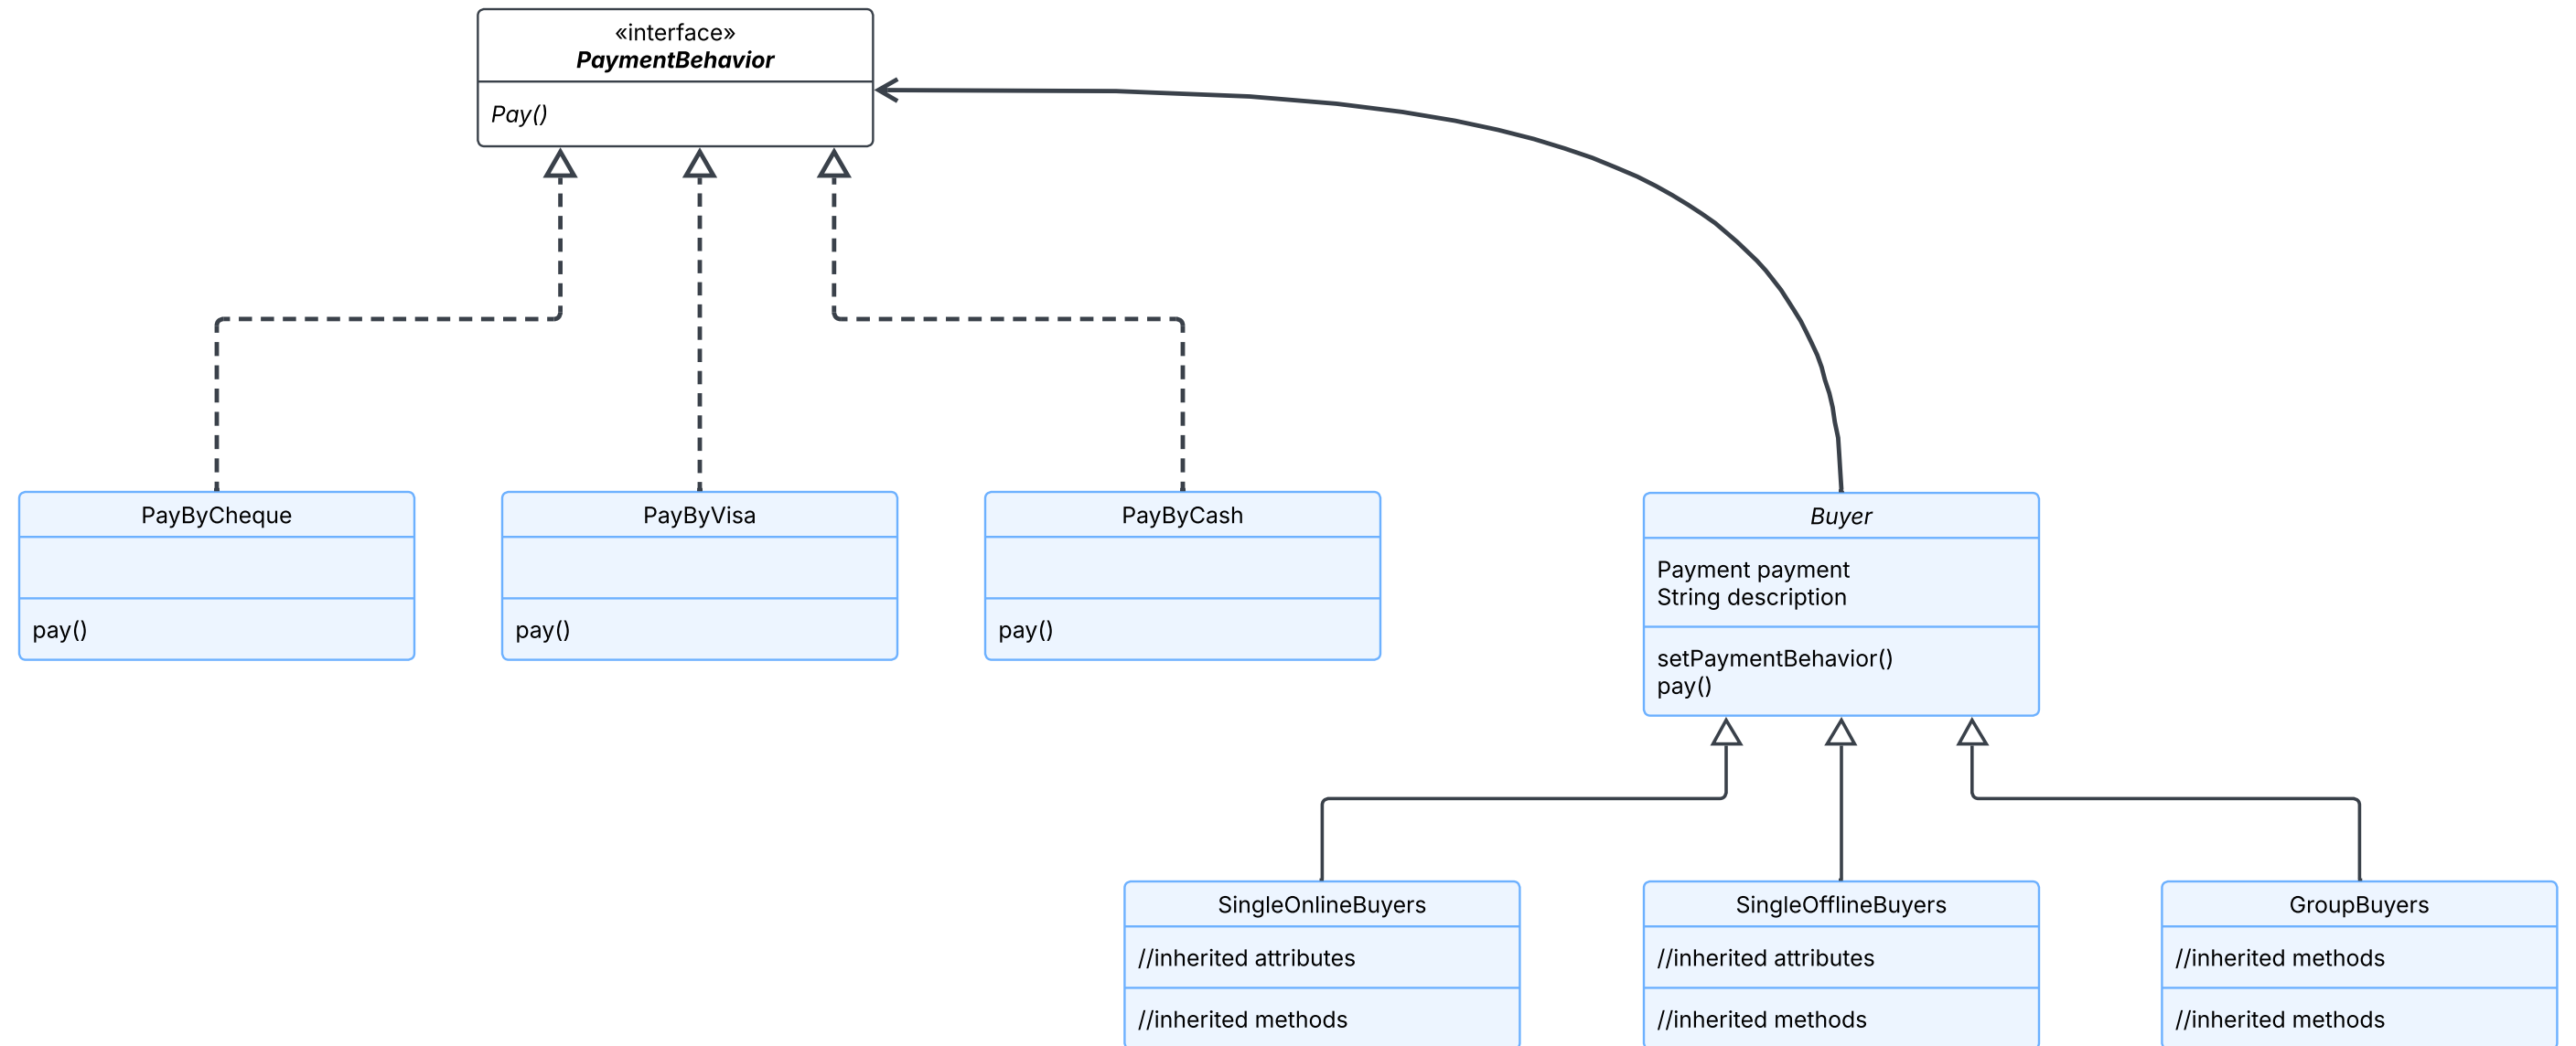 «interface»
PaymentBehavior
Pay()
PayByCheque
pay()
PayByVisa
pay()
PayByCash
pay()
Buyer
Payment payment
String description
setPaymentBehavior()
pay()
SingleOnlineBuyers
//inherited attributes
//inherited methods
SingleOfflineBuyers
//inherited attributes
//inherited methods
GroupBuyers
//inherited methods
//inherited methods